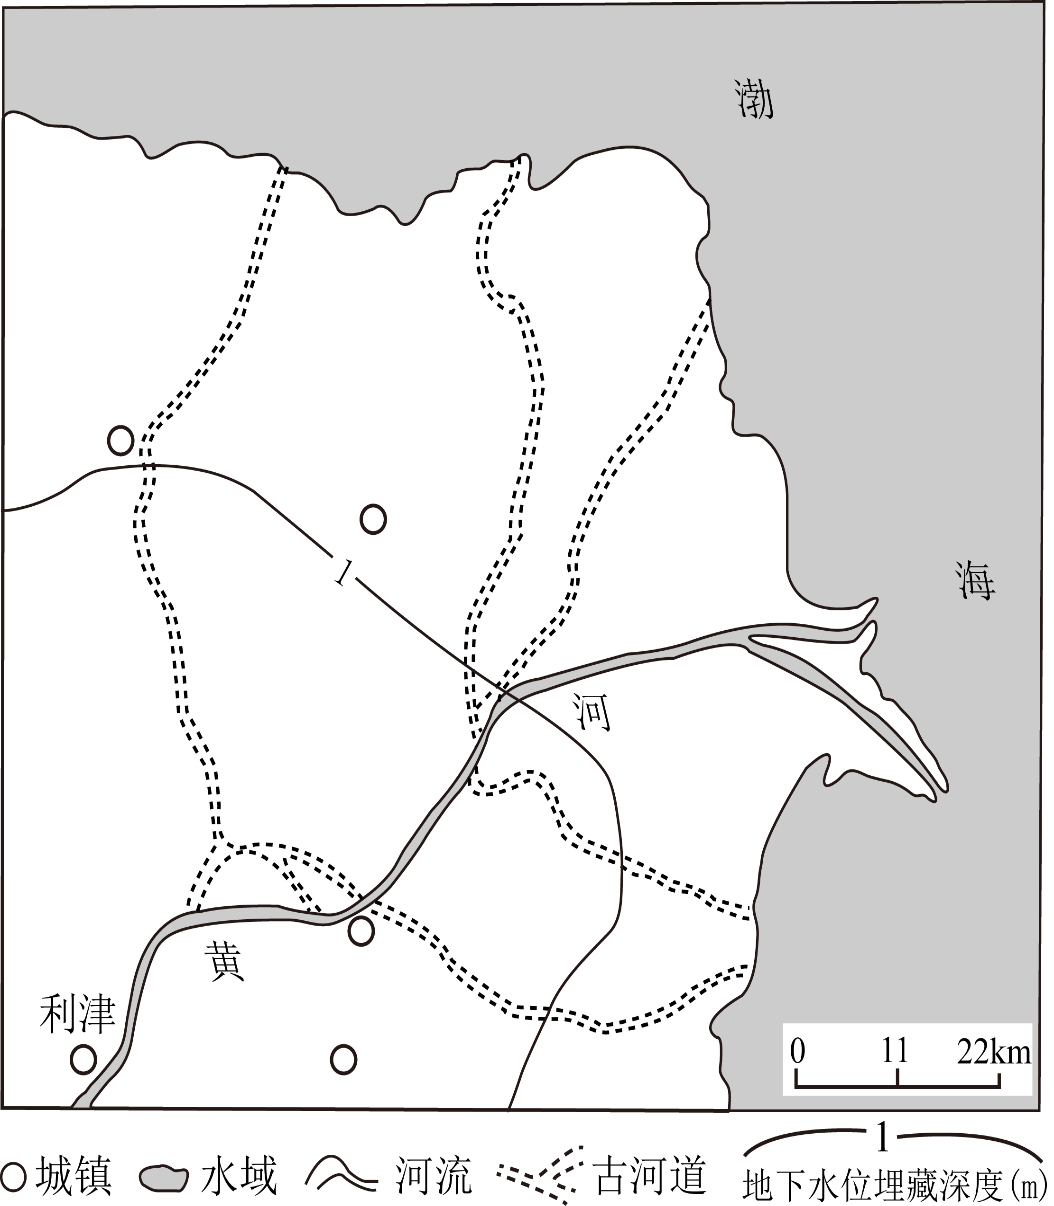 渤
海
1
河
黄
利津
0 11 22km
城镇 水域 河流 古河道 1 地下水位埋藏深度(m)